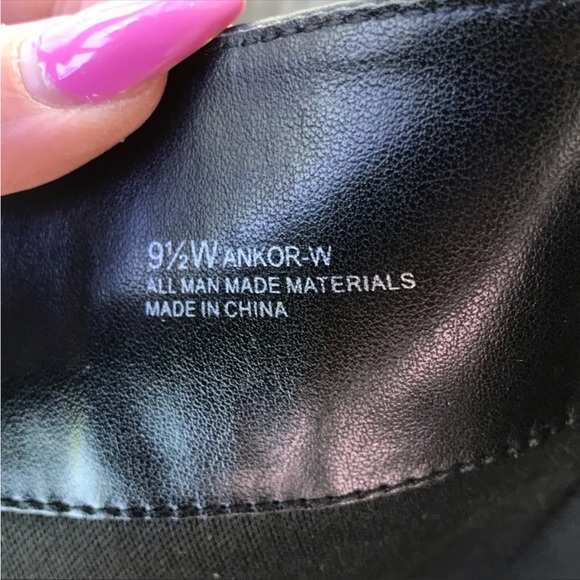 9½W ANKOR-W
ALL MAN MADE MATERIALS
MADE IN CHINA